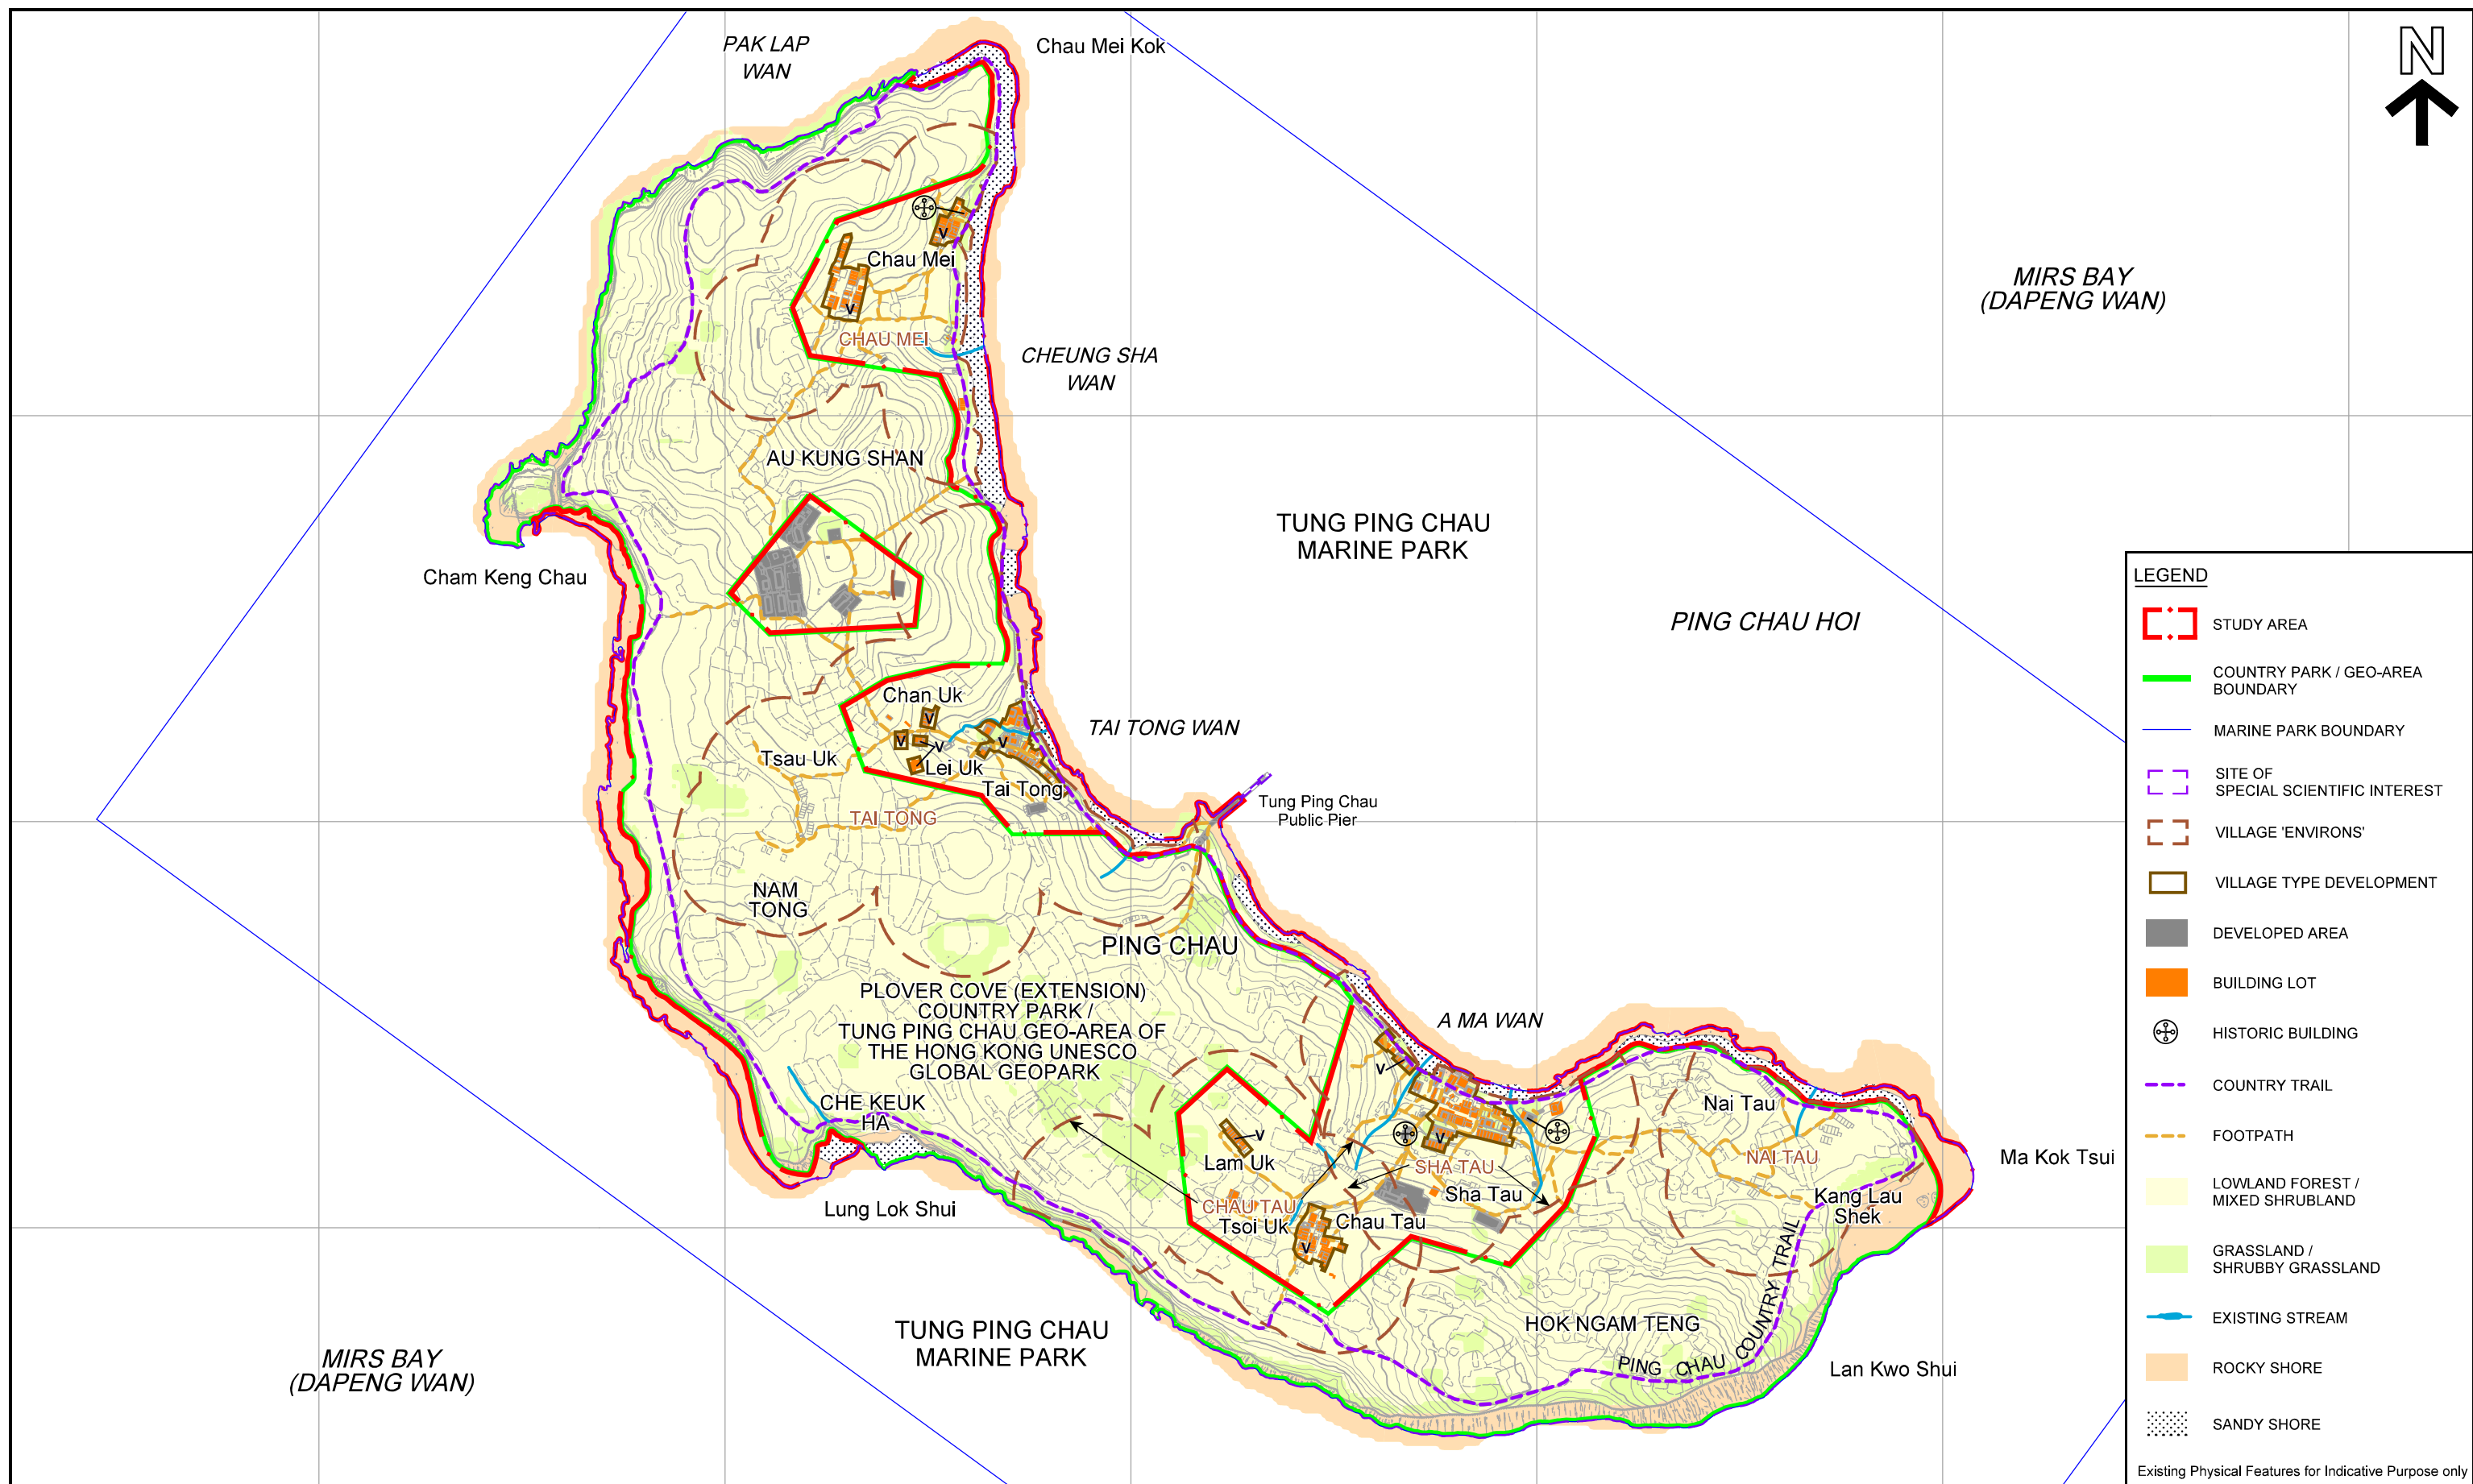 PAK LAP
WAN
Chau Mei Kok
N
V
Chau Mei
V
CHAU MEI
MIRS BAY
(DAPENG WAN)
CHEUNG SHA
WAN
AU KUNG SHAN
TUNG PING CHAU
MARINE PARK
Cham Keng Chau
PING CHAU HOI
Chan Uk
V
V
V
V
TAI TONG WAN
Tsau Uk
Lei Uk
Tai Tong
TAI TONG
Tung Ping Chau
Public Pier
NAM
TONG
PING CHAU
PLOVER COVE (EXTENSION)
COUNTRY PARK /
TUNG PING CHAU GEO-AREA OF
THE HONG KONG UNESCO
GLOBAL GEOPARK
A MA WAN
V
CHE KEUK
HA
Nai Tau
V
V
Lam Uk
SHA TAU
NAI TAU
Ma Kok Tsui
Sha Tau
Kang Lau
Shek
CHAU TAU
Lung Lok Shui
Tsoi Uk
Chau Tau
V
HOK NGAM TENG
PING CHAU COUNTRY TRAIL
TUNG PING CHAU
MARINE PARK
Lan Kwo Shui
MIRS BAY
(DAPENG WAN)
LEGEND
STUDY AREA
COUNTRY PARK / GEO-AREA
BOUNDARY
MARINE PARK BOUNDARY
SITE OF
SPECIAL SCIENTIFIC INTEREST
VILLAGE 'ENVIRONS'
VILLAGE TYPE DEVELOPMENT
DEVELOPED AREA
BUILDING LOT
HISTORIC BUILDING
COUNTRY TRAIL
FOOTPATH
LOWLAND FOREST /
MIXED SHRUBLAND
GRASSLAND /
SHRUBBY GRASSLAND
EXISTING STREAM
ROCKY SHORE
SANDY SHORE
Existing Physical Features for Indicative Purpose only